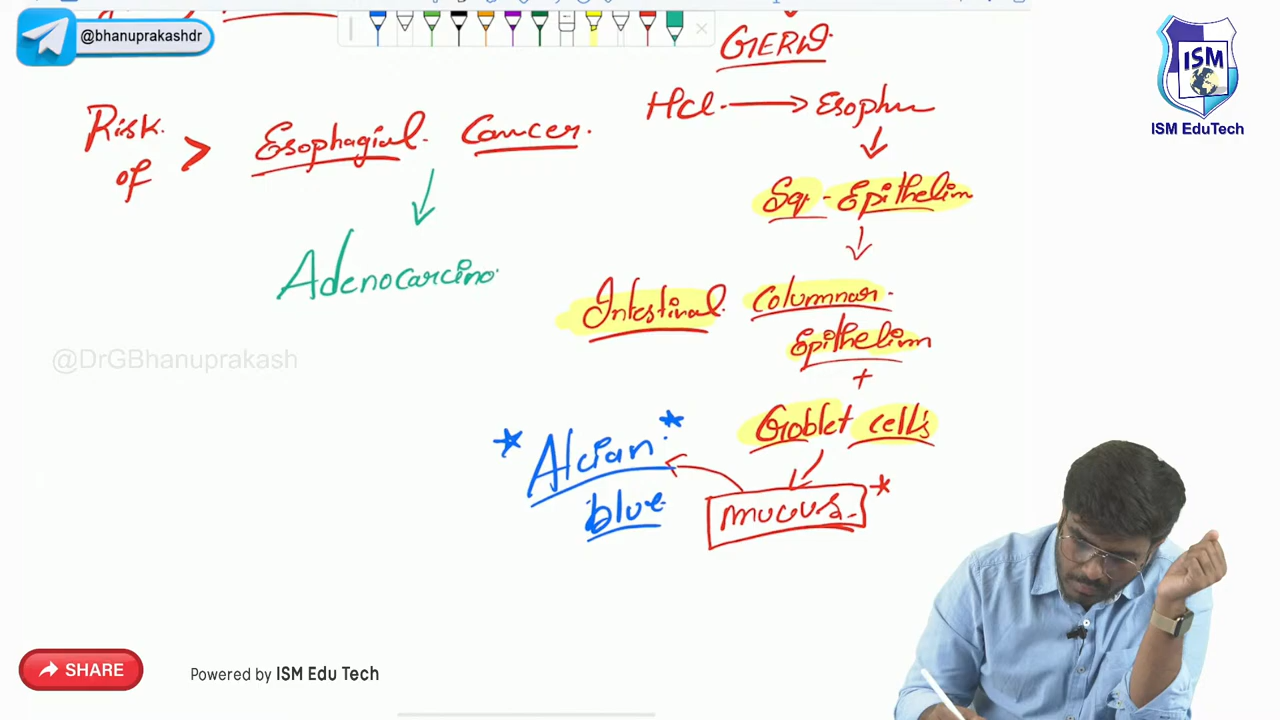 @bhanuprakashdr
ISM
ISM EduTech
GERD.
HCl → Esophu
Risk of > Esophagial. Cancer.
Sq. - Epithelim
Adenocarcino.
Intestinal. columnar.
Epithelim
+
@DrGBhanuprakash
Goblet cells
* Alcian *
blue
mucus. *
SHARE
Powered by ISM Edu Tech